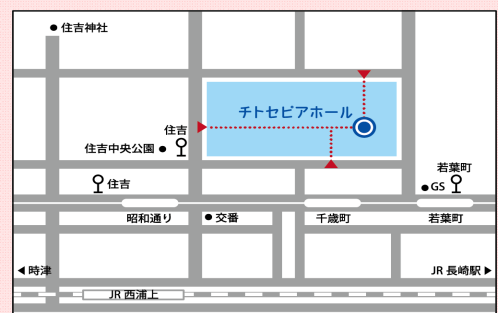 住吉神社
チトセピアホール
住吉
住吉中央公園
若葉町
住吉
GS
昭和通り
交番
千歳町
若葉町
時津
JR 長崎駅
JR 西浦上